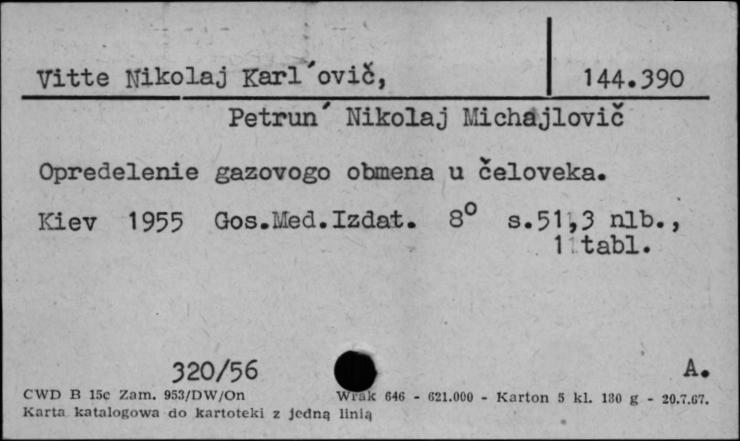 Vitte Nikolaj Karl´ovič, 144.390
Petrun´ Nikolaj Michajlovič
Opredelenie gazovogo obmena u čeloveka.
Kiev 1955 Gos.Med.Izdat. 8° s.51,3 nlb.,
1 tabl.
320/56 A.
CWD B 15c Zam. 953/DW/On Wrak 646 - 621.000 - Karton 5 kl. 180 g - 20.7.67.
Karta katalogowa do kartoteki z jedną linią